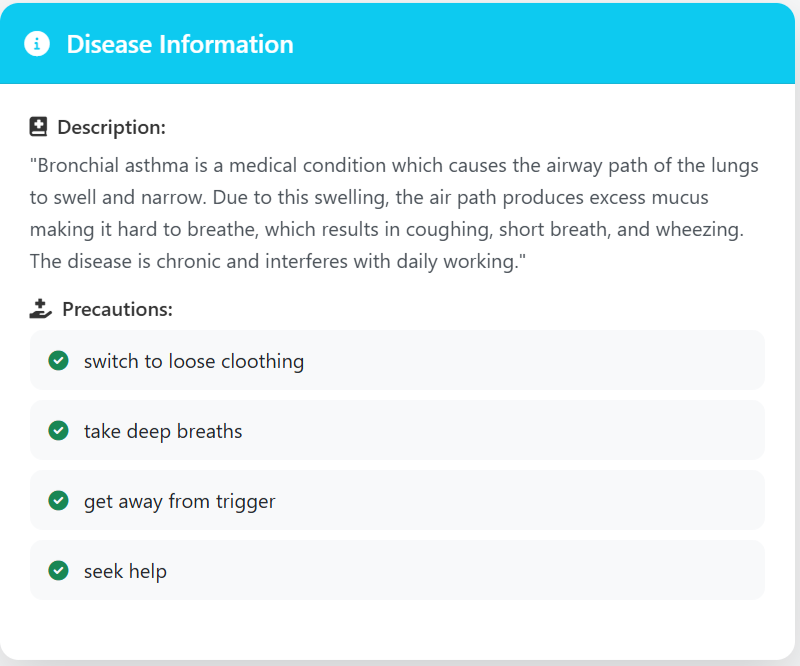 Disease Information
Description:
"Bronchial asthma is a medical condition which causes the airway path of the lungs
to swell and narrow. Due to this swelling, the air path produces excess mucus
making it hard to breathe, which results in coughing, short breath, and wheezing.
The disease is chronic and interferes with daily working."
Precautions:
switch to loose cloothing
take deep breaths
get away from trigger
seek help